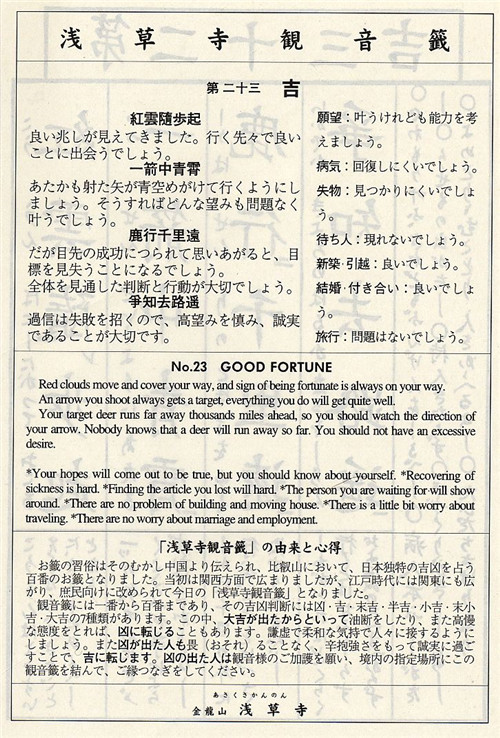 浅草寺観音籤
第二十三 吉
紅雲隨歩起
良い兆しが見えてきました。行く先々で良い
ことに出会うでしょう。
一箭中青霄
あたかも射た矢が青空めがけて行くようにし
ましょう。そうすればどんな望みも問題なく
叶うでしょう。
鹿行千里遠
だが目先の成功につられて思いあがると、目
標を見失うことになるでしょう。
全体を見通した判断と行動が大切でしょう。
爭知去路遥
過信は失敗を招くので、高望みを慎み、誠実
であることが大切です。
願望：叶うけれども能力を考
えましょう。
病気：回復しにくいでしょう。
失物：見つかりにくいでしょ
う。
待ち人：現れないでしょう。
新築·引越：良いでしょう。
結婚·付き合い：良いでしょ
う。
旅行：問題はないでしょう。
No.23 GOOD FORTUNE
Red clouds move and cover your way, and sign of being fortunate is always on your way.
An arrow you shoot always gets a target, everything you do will get quite well.
Your target deer runs far away thousands miles ahead, so you should watch the direction of
your arrow. Nobody knows that a deer will run away so far. You should not have an excessive
desire.
*Your hopes will come out to be true, but you should know about yourself. *Recovering of
sickness is hard. *Finding the article you lost will hard. *The person you are waiting for·will show
around. *There are no problem of building and moving house. *There is a little bit worry about
traveling. *There are no worry about marriage and employment.
「浅草寺観音籤」の由来と心得
お籤の習俗はそのむかし中国より伝えられ、比叡山において、日本独特の吉凶を占う
百番のお籤となりました。当初は関西方面で広まりましたが、江戸時代には関東にも広
がり、庶民向けに改められて今日の「浅草寺観音籤」となりました。
観音籤には一番から百番まであり、その吉凶判断には凶·吉·末吉·半吉·小吉·末小
吉·大吉の7種類があります。この中、大吉が出たからといって油断をしたり、また高慢
な態度をとれば、凶に転じることもあります。謙虚で柔和な気持で人々に接するようにし
ましょう。また凶が出た人も畏（おそれ）ることなく、辛抱強さをもって誠実に過ご
すことで、吉に転じます。凶の出た人は観音様のご加護を願い、境内の指定場所にこの
観音籤を結んで、ご縁つなぎをしてください。
あさくさかんのん
金龍山 浅草寺